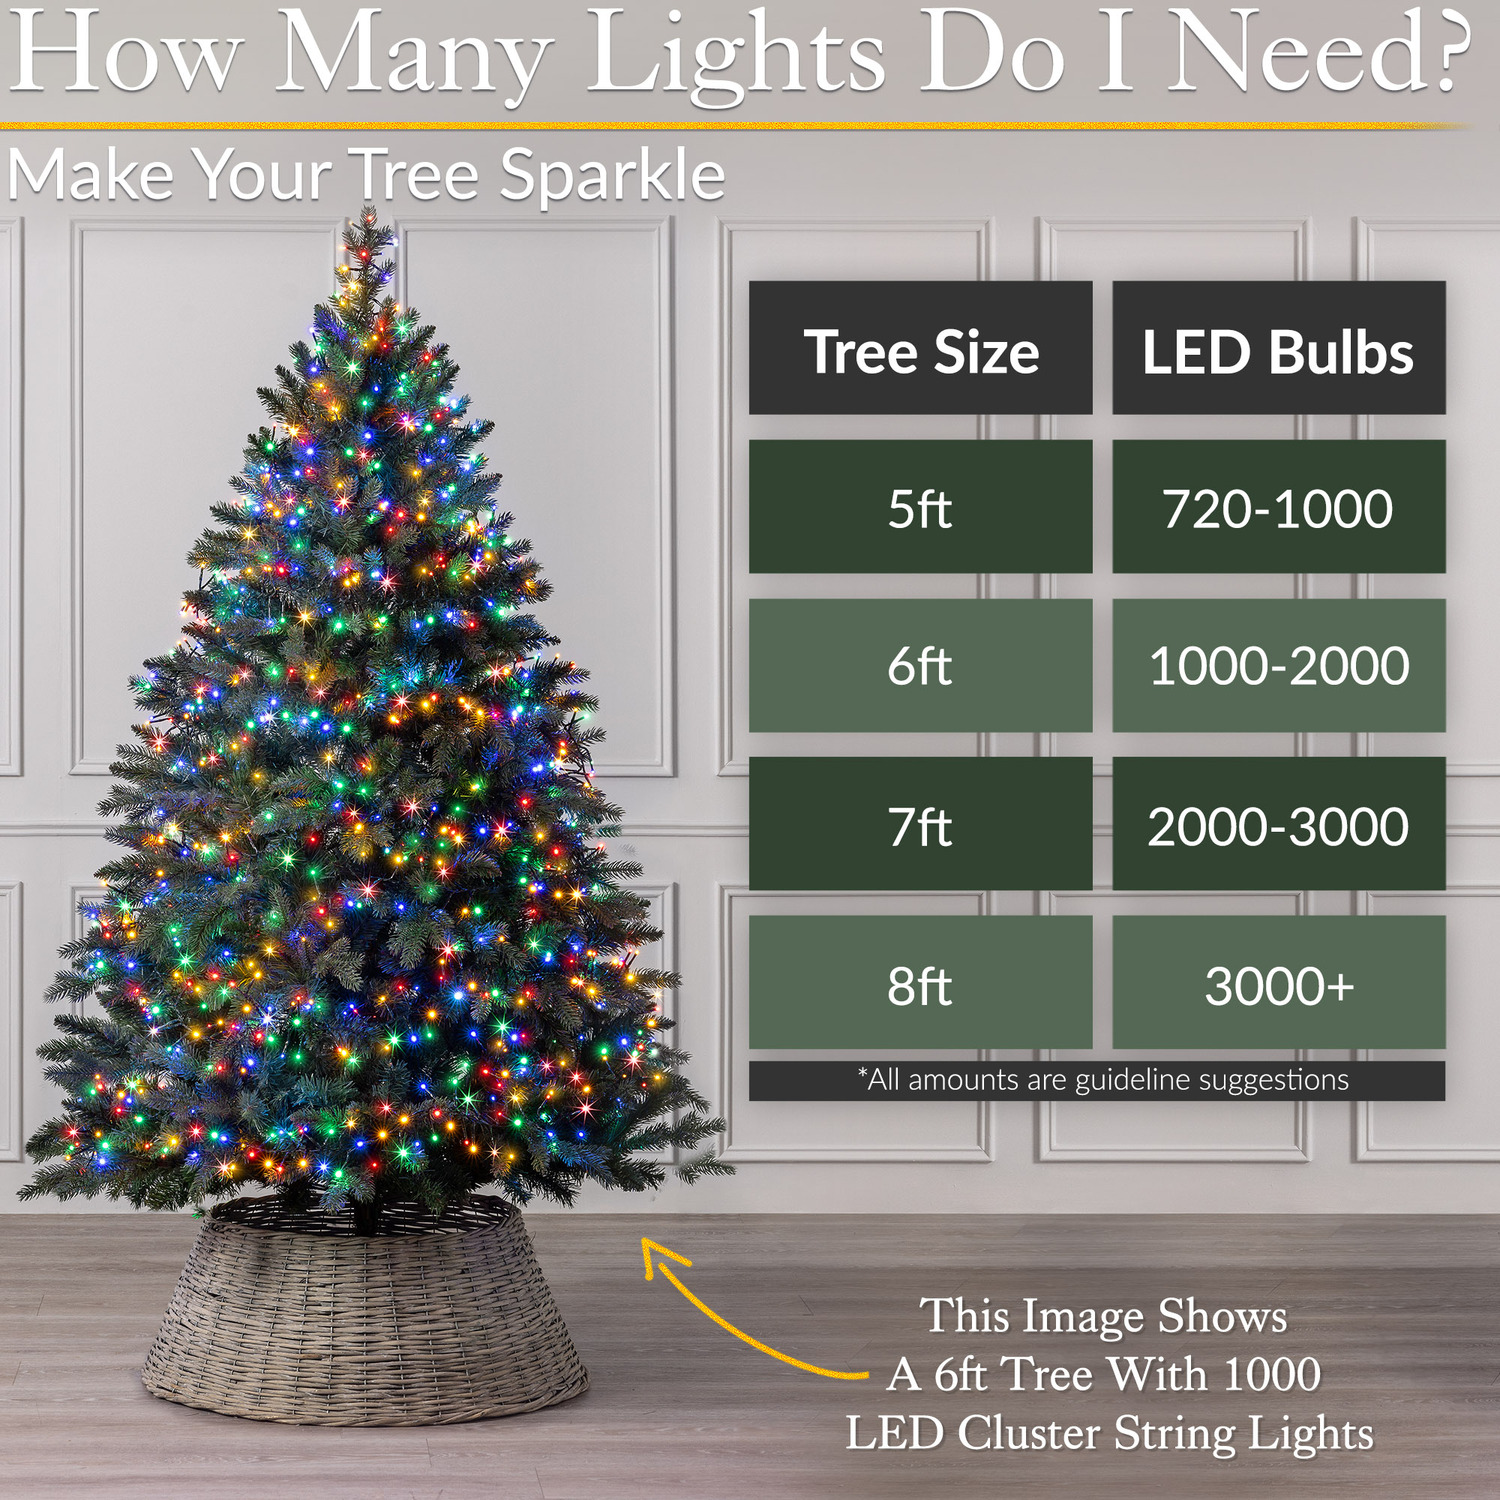 How Many Lights Do I Need?
Make Your Tree Sparkle
Tree Size LED Bulbs
5ft 720-1000
6ft 1000-2000
7ft 2000-3000
8ft 3000+
*All amounts are guideline suggestions
This Image Shows
A 6ft Tree With 1000
LED Cluster String Lights